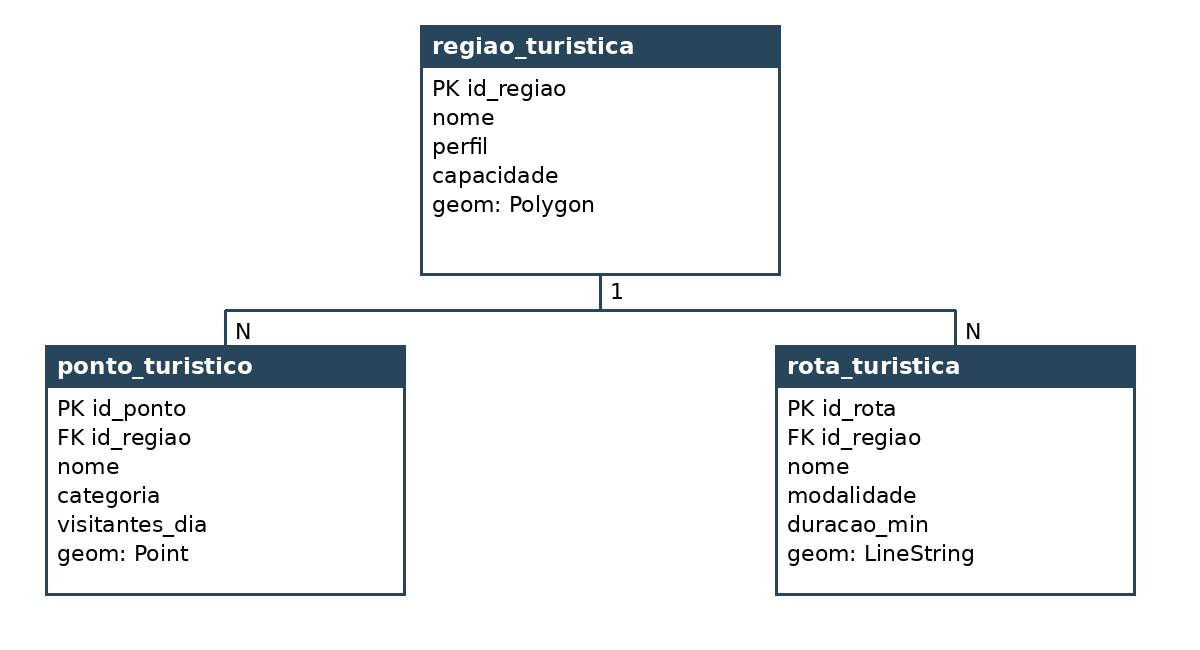 regiao_turistica
PK id_regiao
nome
perfil
capacidade
geom: Polygon
1
N
N
ponto_turistico
PK id_ponto
FK id_regiao
nome
categoria
visitantes_dia
geom: Point
rota_turistica
PK id_rota
FK id_regiao
nome
modalidade
duracao_min
geom: LineString